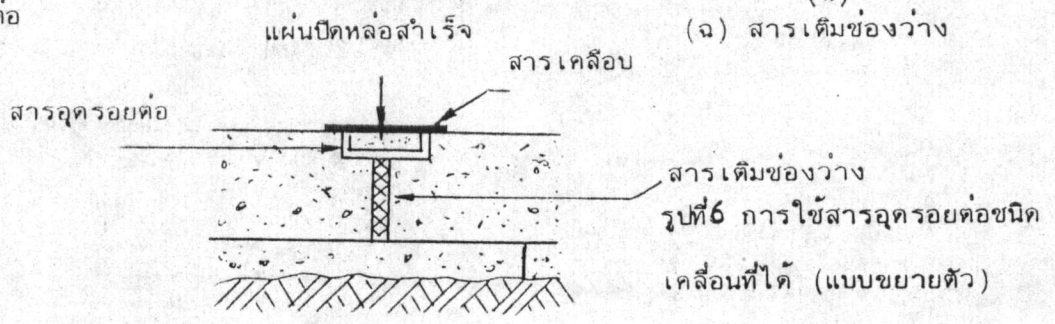 ต่อ
แผ่นปิดหล่อสำเร็จ
(ฉ) สารเติมช่องว่าง
สารเคลือบ
สารอุดรอยต่อ
สารเติมช่องว่าง
รูปที่6 การใช้สารอุดรอยต่อชนิด
เคลื่อนที่ได้ (แบบขยายตัว)